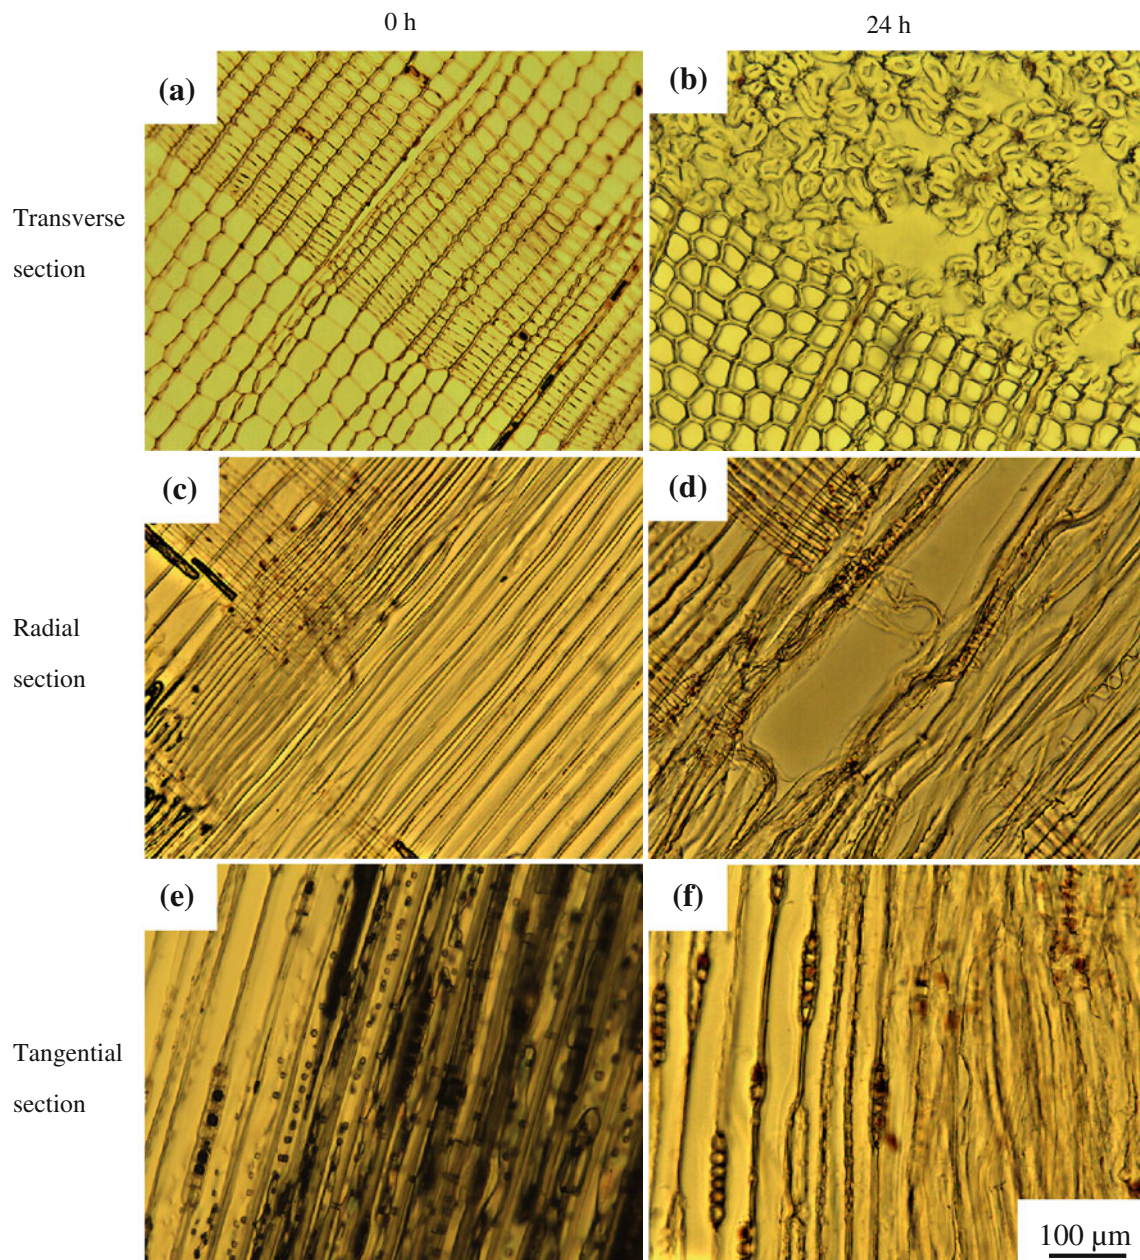 0 h
24 h
(a)
(b)
Transverse
section
(c)
(d)
Radial
section
(e)
(f)
Tangential
section
100 µm